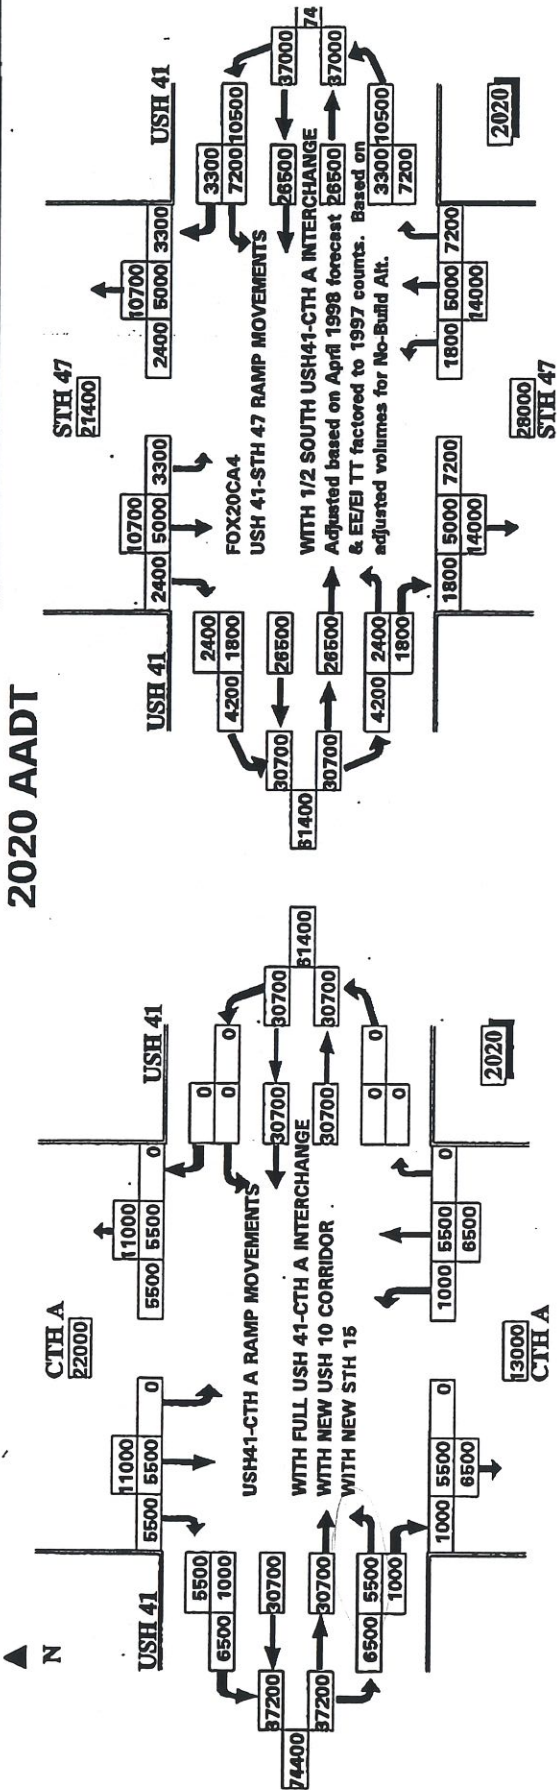 2020 AADT
N
CTH A
22000
USH 41
USH 41
11000
5500 5500 0
11000
5500 5500 0
5500
6500 1000
0
0 0
37200 30700
30700 30700
74400
61400
37200 30700
30700 30700
6500 5500
1000
0 0
0
USH41-CTH A RAMP MOVEMENTS
WITH FULL USH 41-CTH A INTERCHANGE
WITH NEW USH 10 CORRIDOR
WITH NEW STH 15
1000 5500 0
6500
1000 5500 0
6500
13000
CTH A
2020
STH 47
21400
USH 41
USH 41
10700
2400 5000 3300
10700
2400 5000 3300
2400
4200 1800
3300
7200 10500
30700 26500
26500 37000
61400
74
30700 26500
26500 37000
4200 2400
1800
3300 10500
7200
FOX20CA4
USH 41-STH 47 RAMP MOVEMENTS
WITH 1/2 SOUTH USH41-CTH A INTERCHANGE
Adjusted based on April 1998 forecast
& EE/EI TT factored to 1997 counts. Based on
adjusted volumes for No-Build Alt.
1800 5000 7200
14000
1800 5000 7200
14000
28000
STH 47
2020